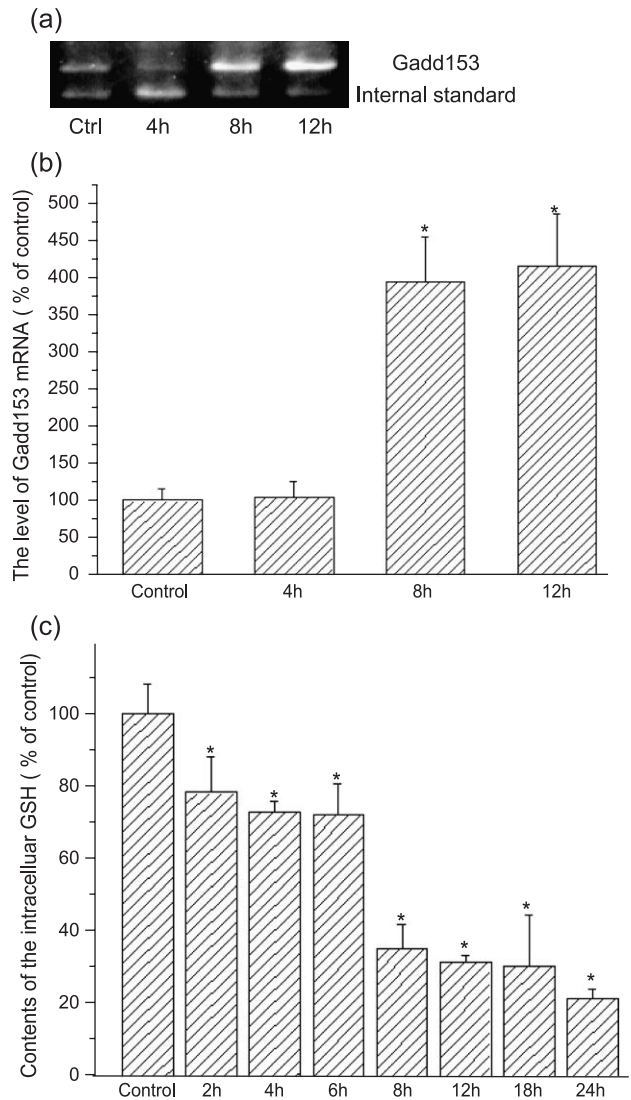 (a)
Gadd153
Internal standard
Ctrl 4h 8h 12h
(b)
The level of Gadd153 mRNA ( % of control)
500
450
400
350
300
250
200
150
100
50
0
* *
Control 4h 8h 12h
(c)
Contents of the intracelluar GSH ( % of control)
100
80
60
40
20
0
* * * * * * *
Control 2h 4h 6h 8h 12h 18h 24h